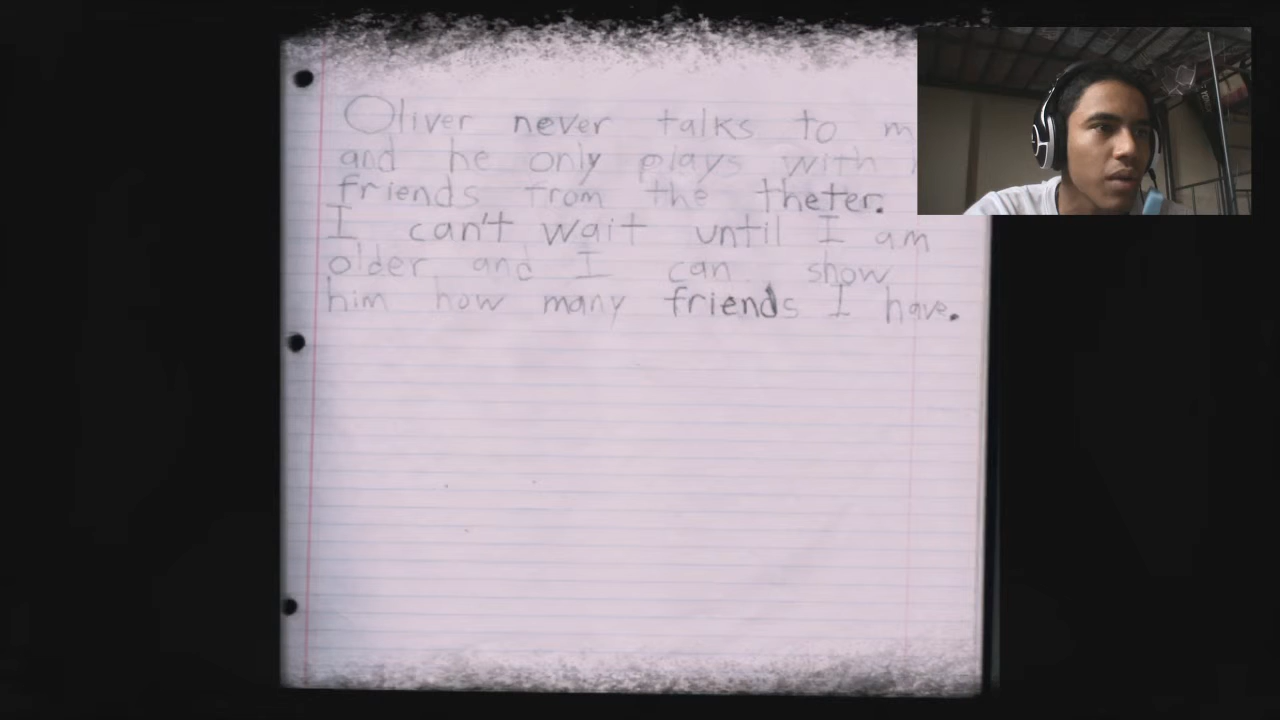 Oliver never talks to m
and he only plays with
friends from the theter.
I can't wait until I am
older and I can show
him how many friends I have.